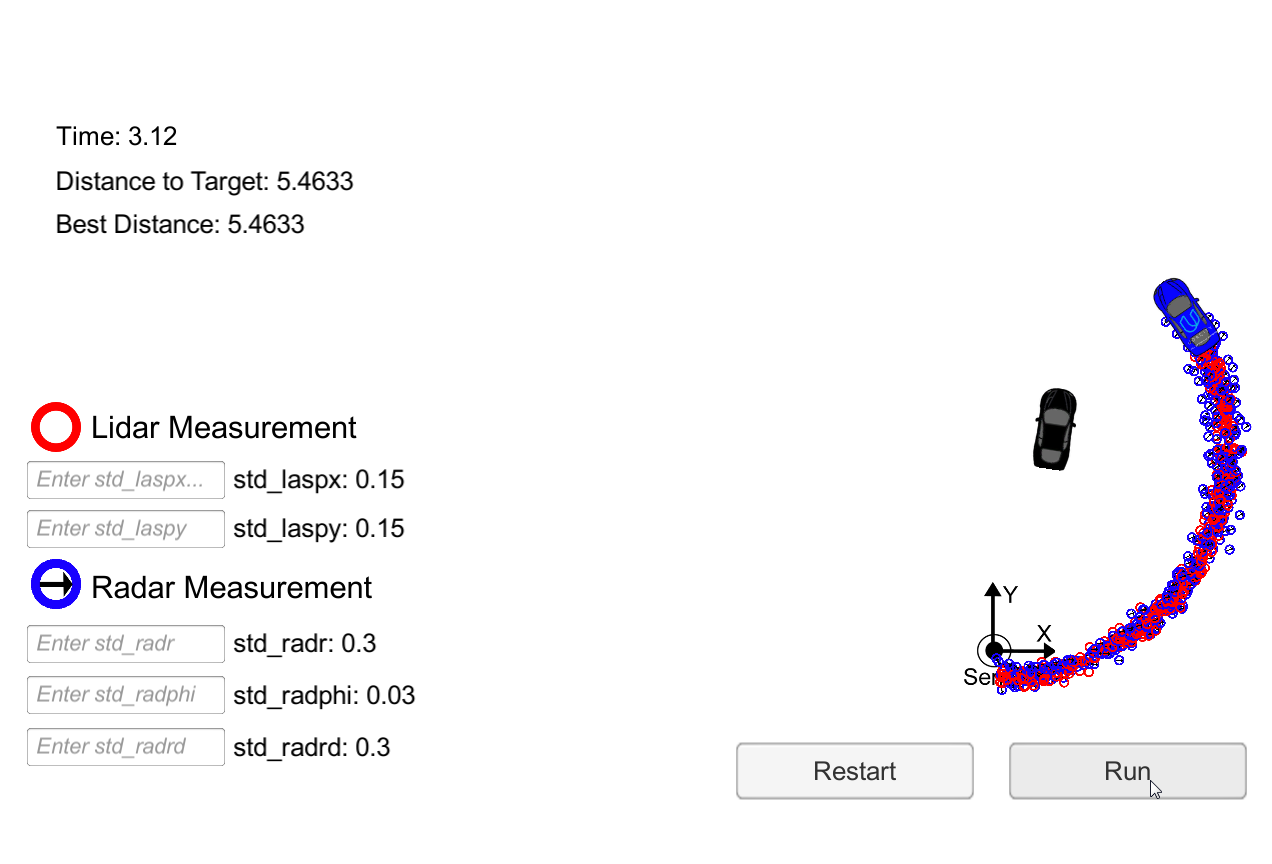 Time: 3.12
Distance to Target: 5.4633
Best Distance: 5.4633
Lidar Measurement
Enter std_laspx... std_laspx: 0.15
Enter std_laspy std_laspy: 0.15
Radar Measurement
Enter std_radr std_radr: 0.3
Enter std_radphi std_radphi: 0.03
Enter std_radrd std_radrd: 0.3
Y
X
Restart
Run